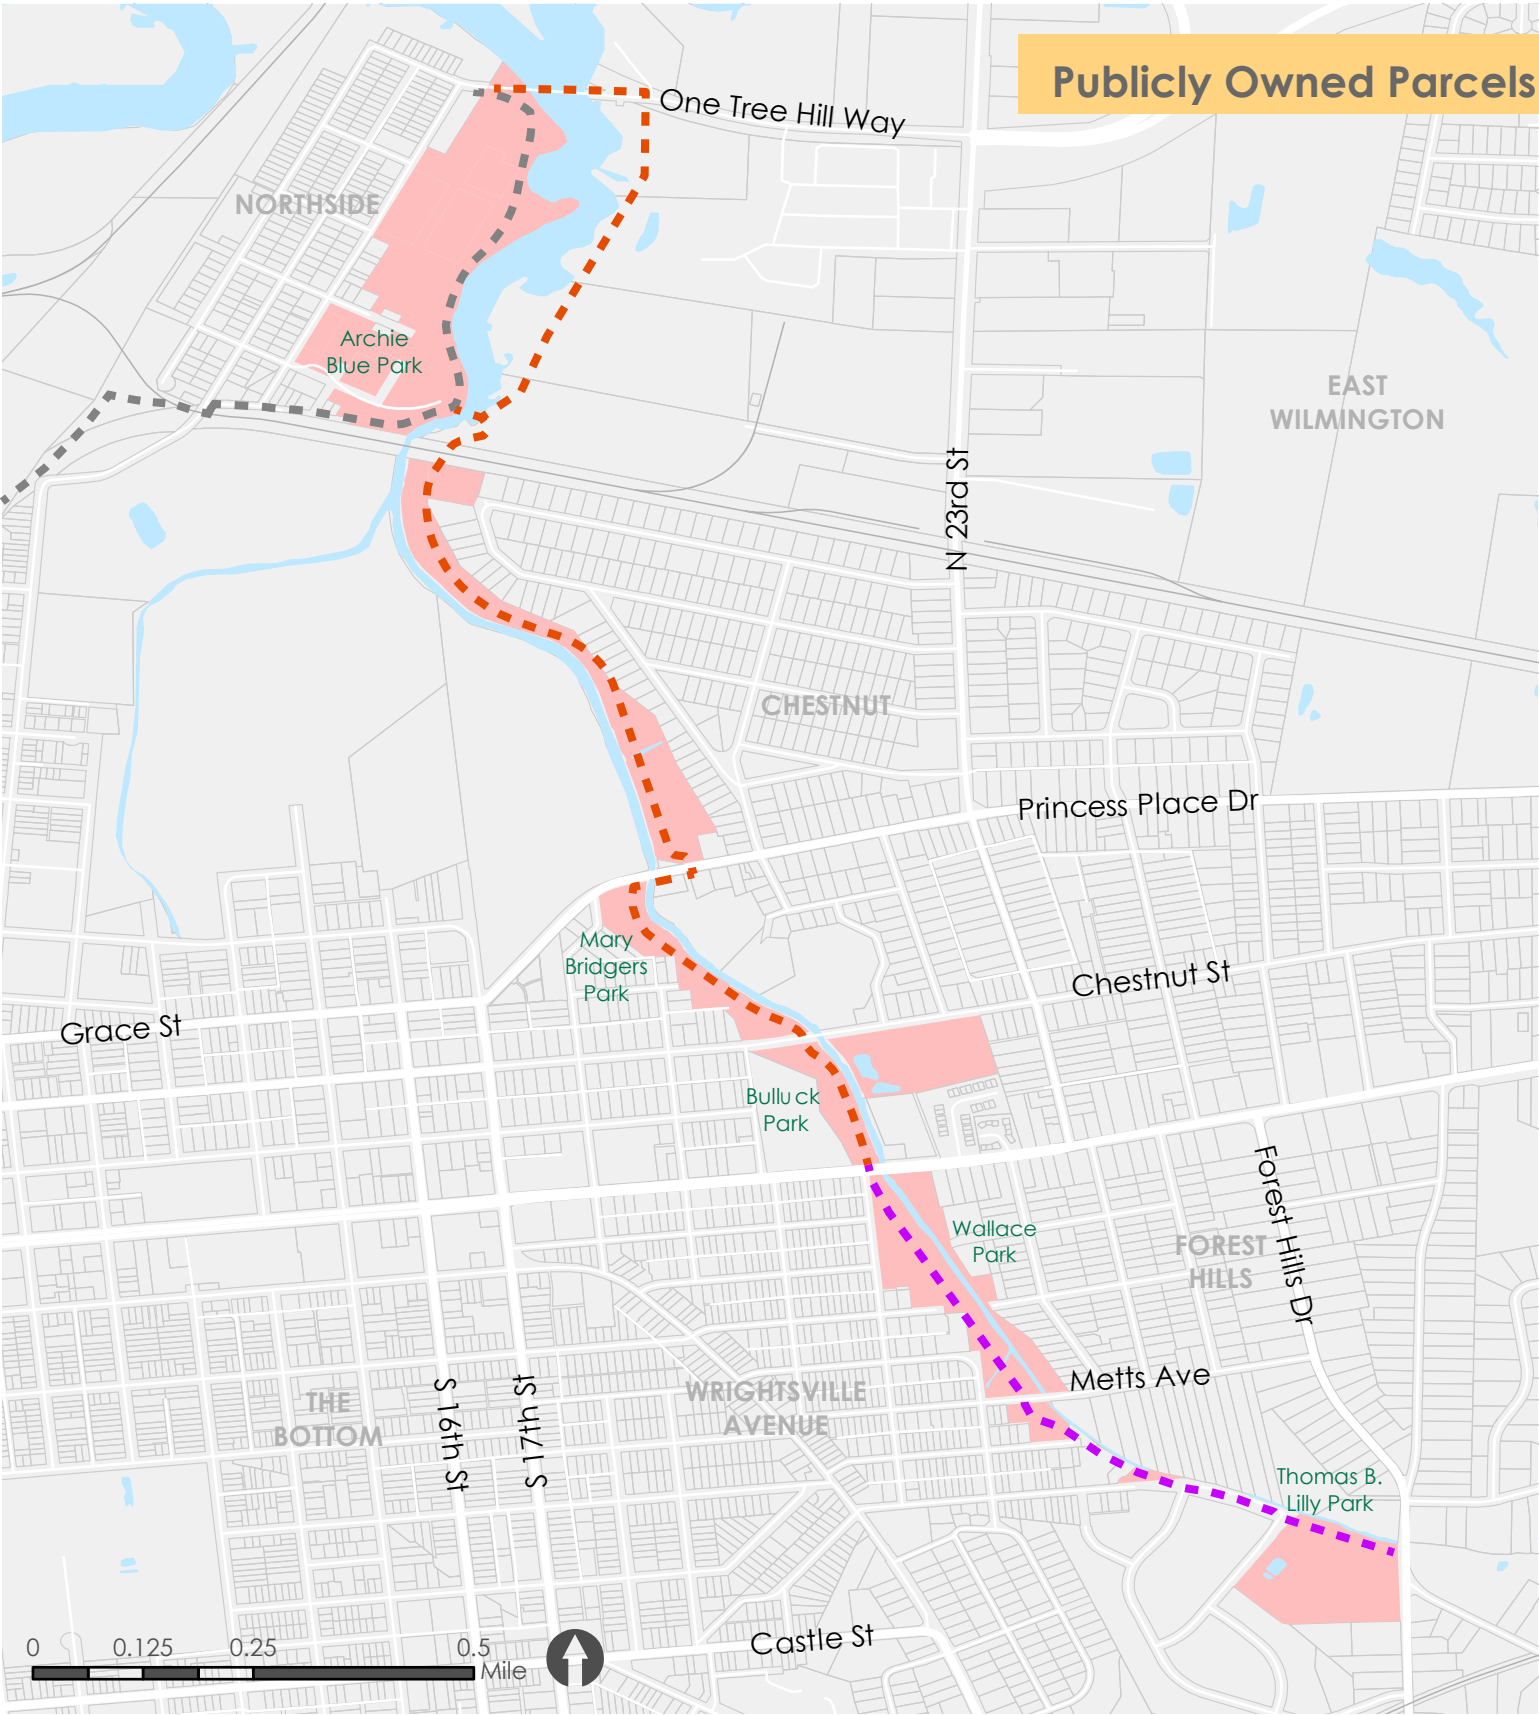 Publicly Owned Parcels
One Tree Hill Way
NORTHSIDE
Archie
Blue Park
EAST
WILMINGTON
N 23rd St
CHESTNUT
Princess Place Dr
Mary
Bridgers
Park
Chestnut St
Grace St
Bulluck
Park
Forest Hills Dr
Wallace
Park
FOREST
HILLS
Metts Ave
WRIGHTSVILLE
AVENUE
THE
BOTTOM
S 16th St
S 17th St
Thomas B.
Lilly Park
Castle St
0 0.125 0.25 0.5
Mile